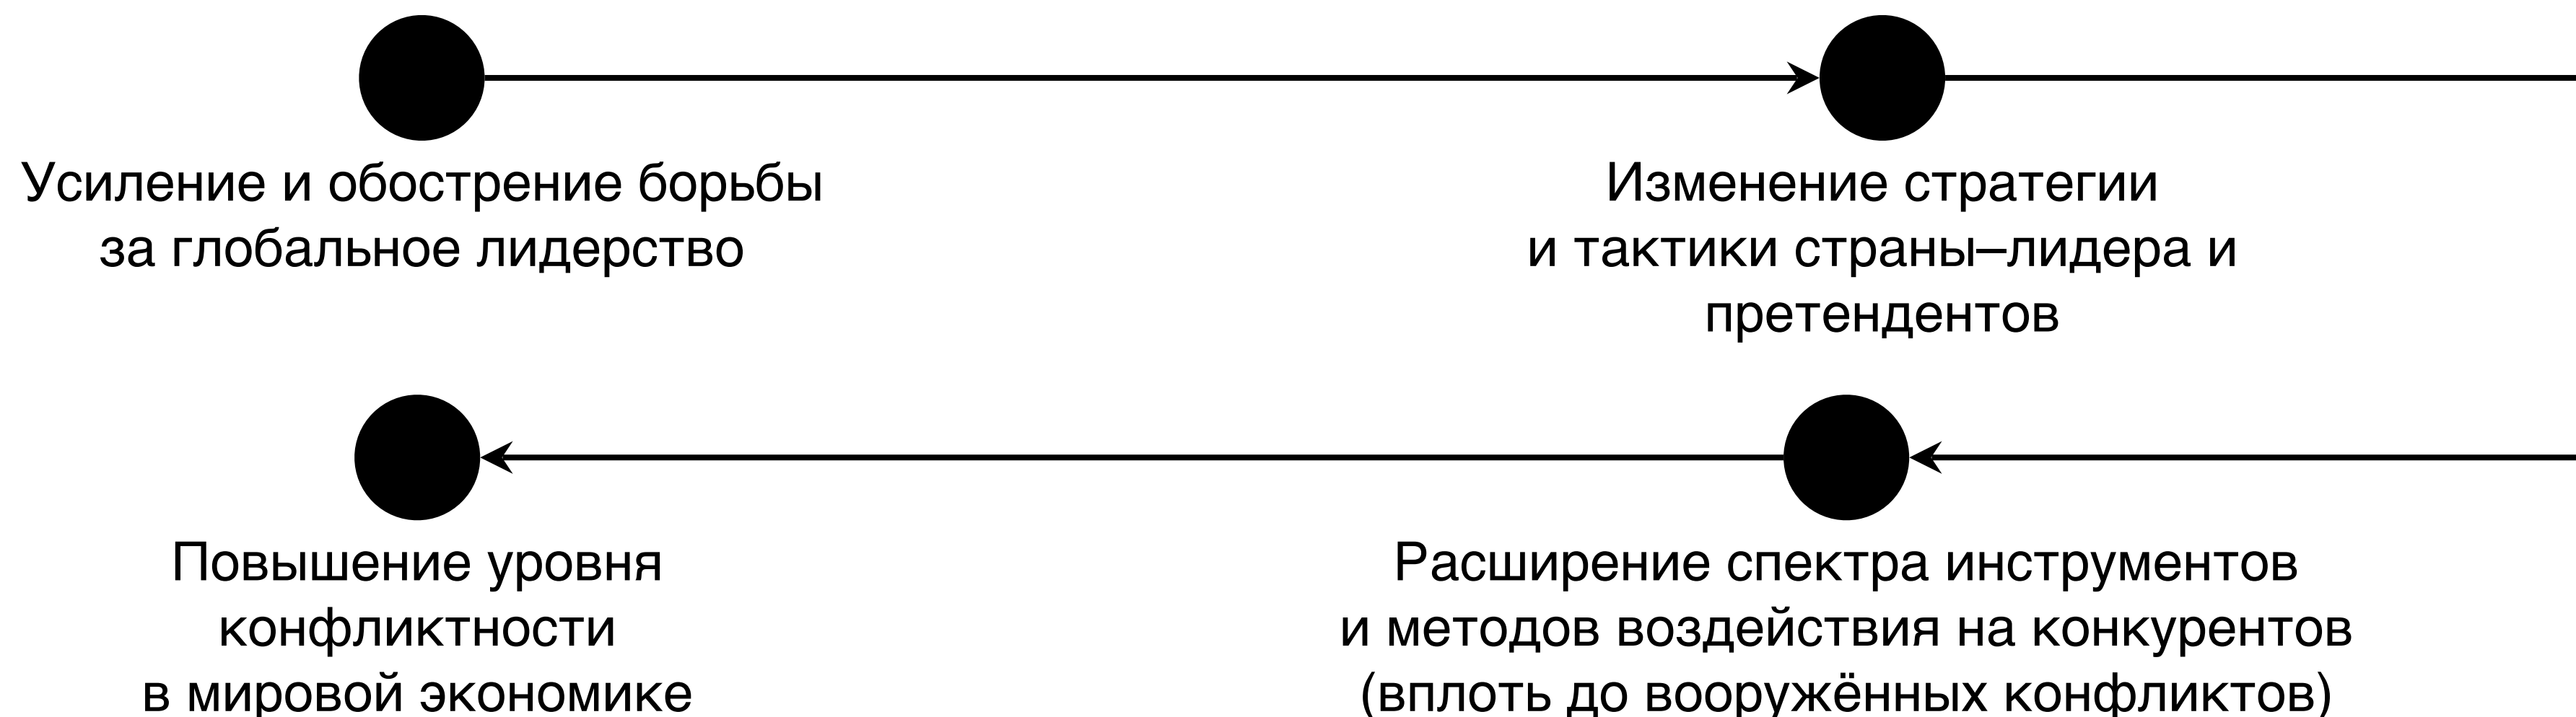 Усиление и обострение борьбы
за глобальное лидерство
Изменение стратегии
и тактики страны–лидера и
претендентов
Повышение уровня
конфликтности
в мировой экономике
Расширение спектра инструментов
и методов воздействия на конкурентов
(вплоть до вооружённых конфликтов)